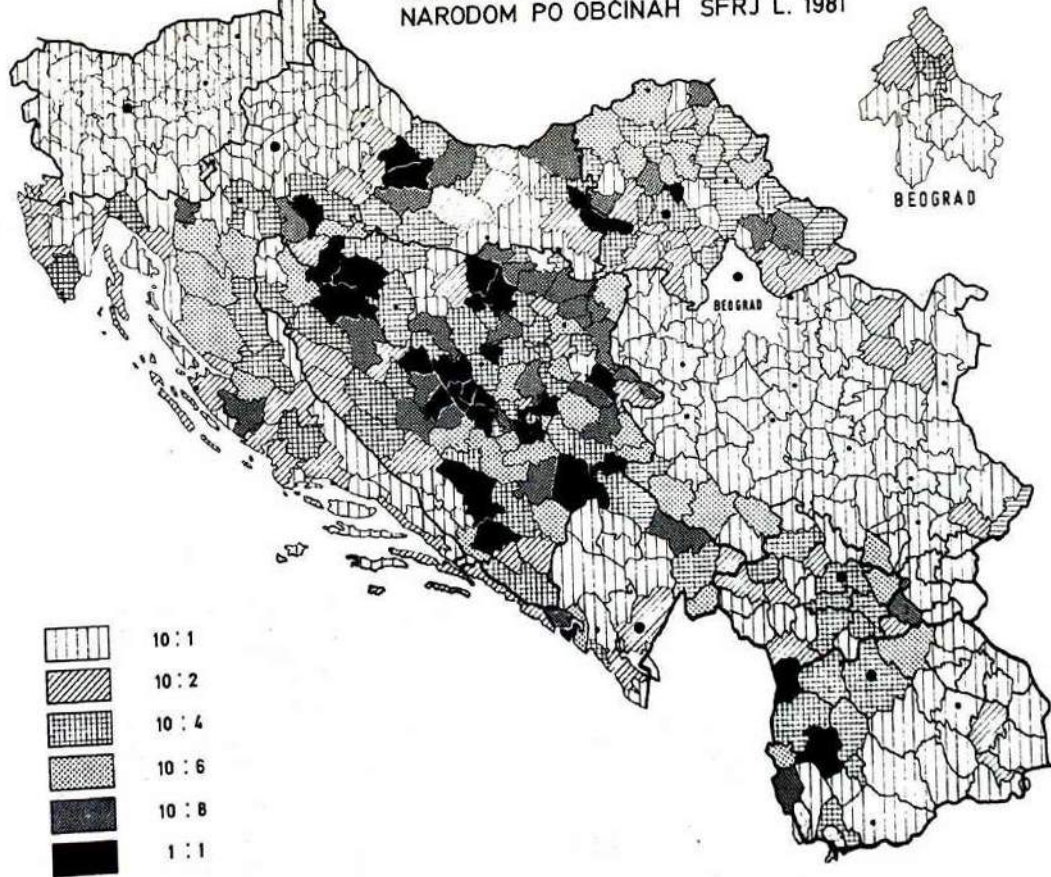 NARODOM PO OBČINAH SFRJ L. 1981
BEOGRAD
BEOGRAD
10 : 1
10 : 2
10 : 4
10 : 6
10 : 8
1 : 1